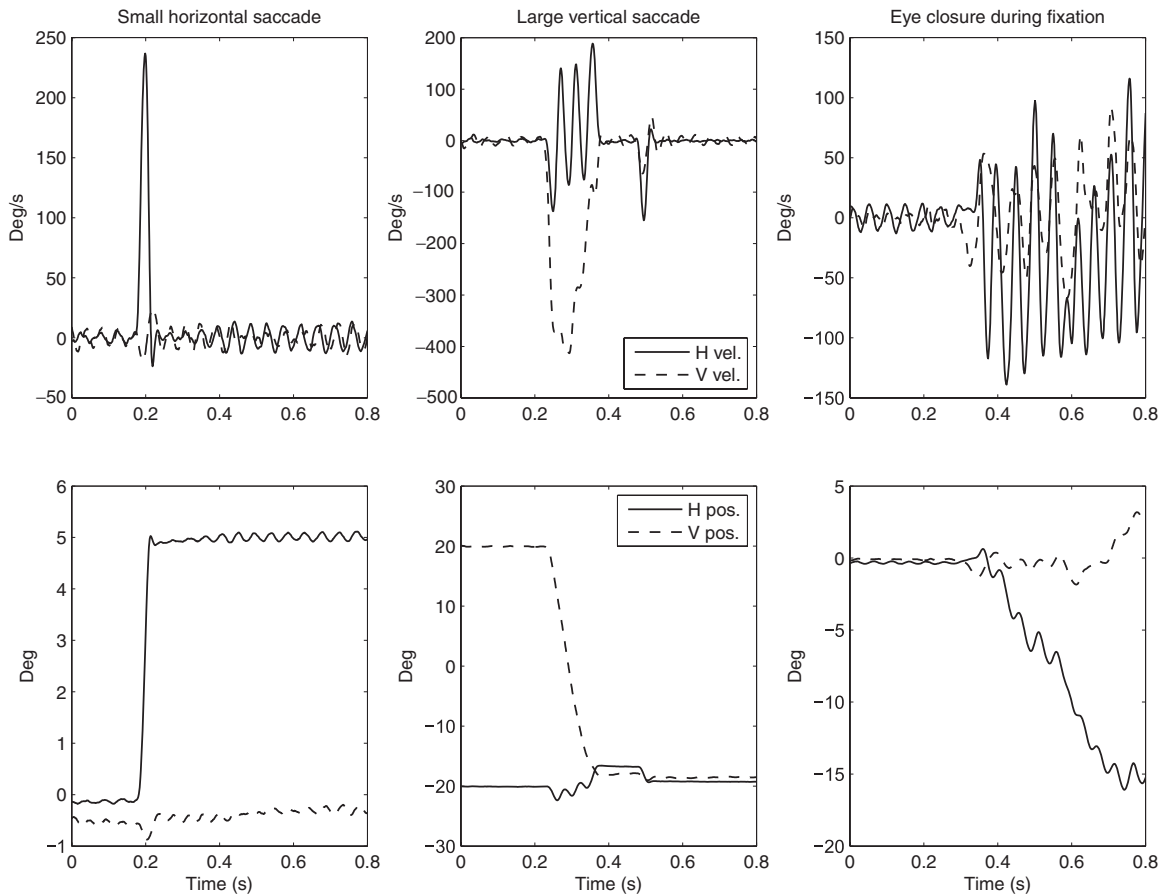 Small horizontal saccade
250
200
150
100
50
0
−50
Deg/s
0 0.2 0.4 0.6 0.8
Large vertical saccade
200
100
0
−100
−200
−300
−400
−500
Deg/s
H vel.
V vel.
0 0.2 0.4 0.6 0.8
Eye closure during fixation
150
100
50
0
−50
−100
−150
Deg/s
0 0.2 0.4 0.6 0.8
6
5
4
3
2
1
0
−1
Deg
0 0.2 0.4 0.6 0.8
Time (s)
30
20
10
0
−10
−20
−30
Deg
H pos.
V pos.
0 0.2 0.4 0.6 0.8
Time (s)
5
0
−5
−10
−15
−20
Deg
0 0.2 0.4 0.6 0.8
Time (s)